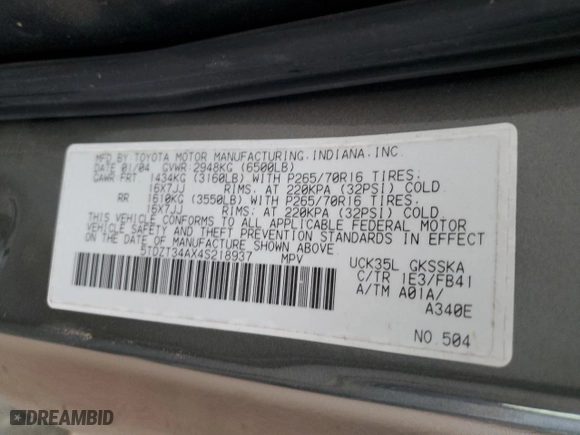 MFD BY TOYOTA MOTOR MANUFACTURING, INDIANA, INC.
DATE 01/04 GVWR 2948KG (6500LB)
GAWR FRT 1434KG (3160LB) WITH P265/70R16 TIRES:
16X7JJ RIMS, AT 220KPA (32PSI) COLD
RR 1610KG (3550LB) WITH P265/70R16 TIRES:
16X7JJ RIMS, AT 220KPA (32PSI) COLD
THIS VEHICLE CONFORMS TO ALL APPLICABLE FEDERAL MOTOR
VEHICLE SAFETY AND THEFT PREVENTION STANDARDS IN EFFECT
ON THE DATE OF MANUFACTURE SHOWN ABOVE.
5TDZT34AX4S218937 MPV
UCK35L GKSSKA
C/TR 1E3/FB41
A/TM A01A/
A340E
NO.504
DREAMBID